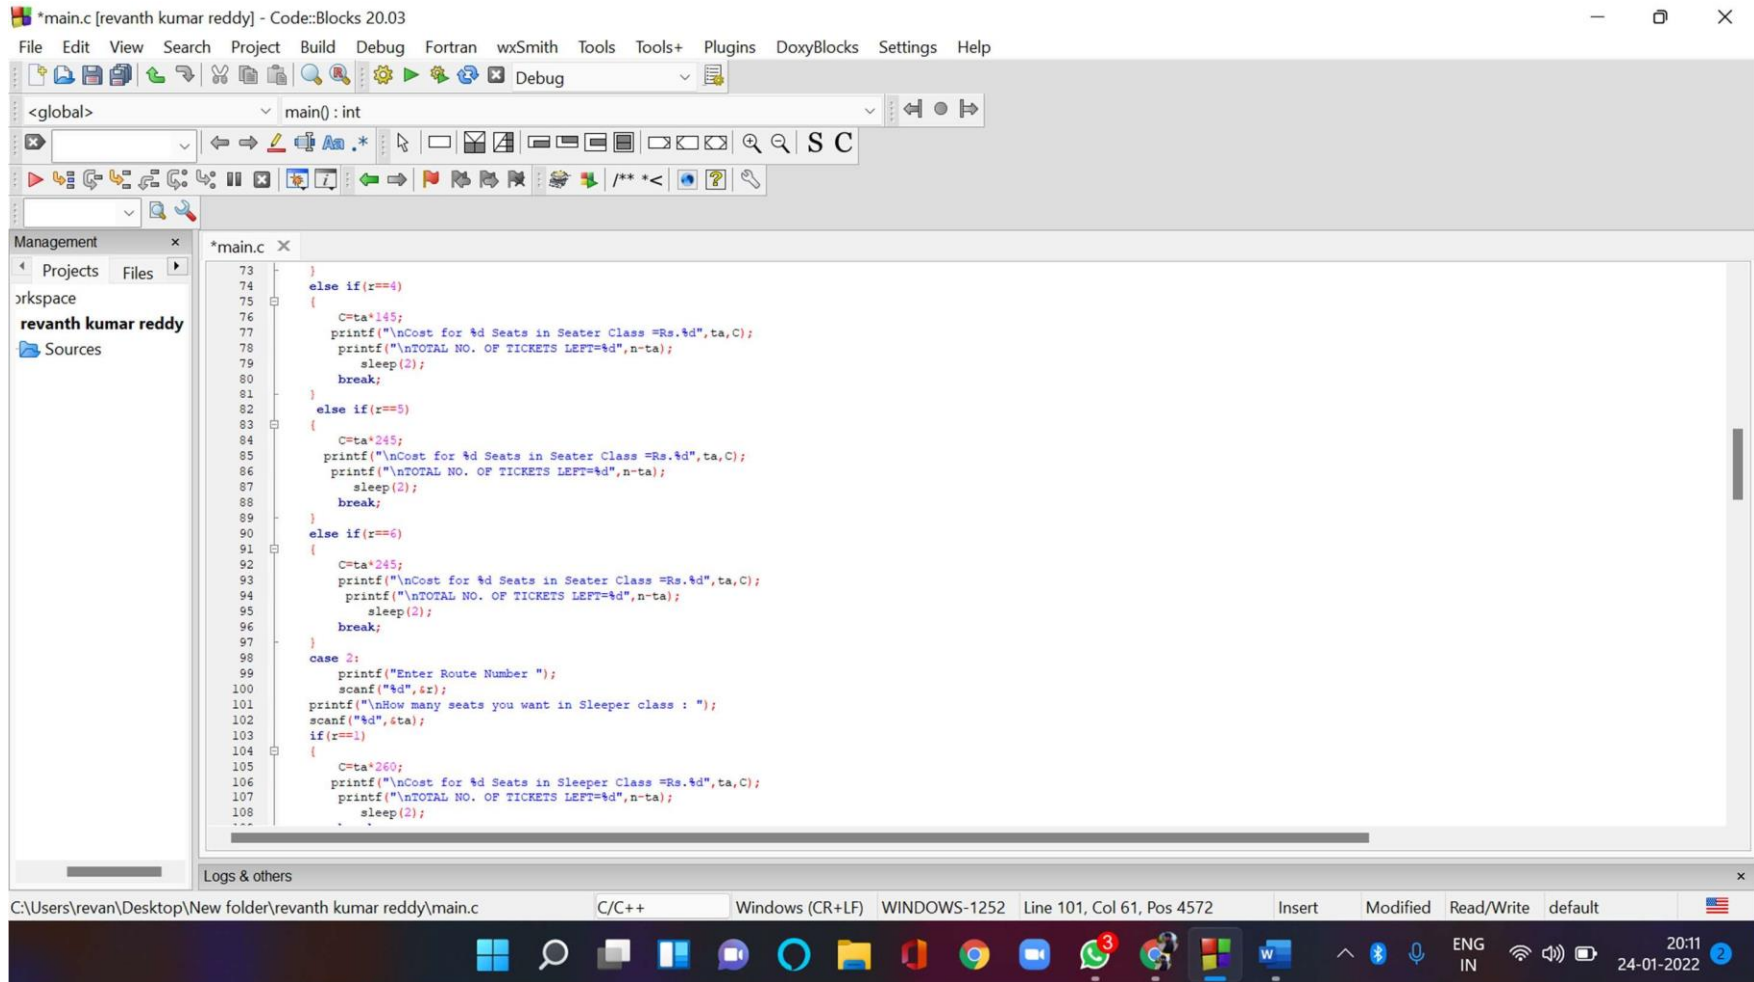 *main.c [revanth kumar reddy] - Code::Blocks 20.03
File Edit View Search Project Build Debug Fortran wxSmith Tools Tools+ Plugins DoxyBlocks Settings Help
Debug
<global> main() : int
Aa .* S C
/** *<
Management ×
*main.c
Projects Files
orkspace
revanth kumar reddy
Sources
73 }
74 else if(r==4)
75 {
76 C=ta*145;
77 printf("\nCost for %d Seats in Seater Class =Rs.%d",ta,C);
78 printf("\nTOTAL NO. OF TICKETS LEFT=%d",n-ta);
79 sleep(2);
80 break;
81 }
82 else if(r==5)
83 {
84 C=ta*245;
85 printf("\nCost for %d Seats in Seater Class =Rs.%d",ta,C);
86 printf("\nTOTAL NO. OF TICKETS LEFT=%d",n-ta);
87 sleep(2);
88 break;
89 }
90 else if(r==6)
91 {
92 C=ta*245;
93 printf("\nCost for %d Seats in Seater Class =Rs.%d",ta,C);
94 printf("\nTOTAL NO. OF TICKETS LEFT=%d",n-ta);
95 sleep(2);
96 break;
97 }
98 case 2:
99 printf("Enter Route Number ");
100 scanf("%d",&r);
101 printf("\nHow many seats you want in Sleeper class : ");
102 scanf("%d",&ta);
103 if(r==1)
104 {
105 C=ta*260;
106 printf("\nCost for %d Seats in Sleeper Class =Rs.%d",ta,C);
107 printf("\nTOTAL NO. OF TICKETS LEFT=%d",n-ta);
108 sleep(2);
Logs & others
C:\Users\revan\Desktop\New folder\revanth kumar reddy\main.c C/C++ Windows (CR+LF) WINDOWS-1252 Line 101, Col 61, Pos 4572 Insert Modified Read/Write default
3
W
ENG
IN
20:11
24-01-2022
2